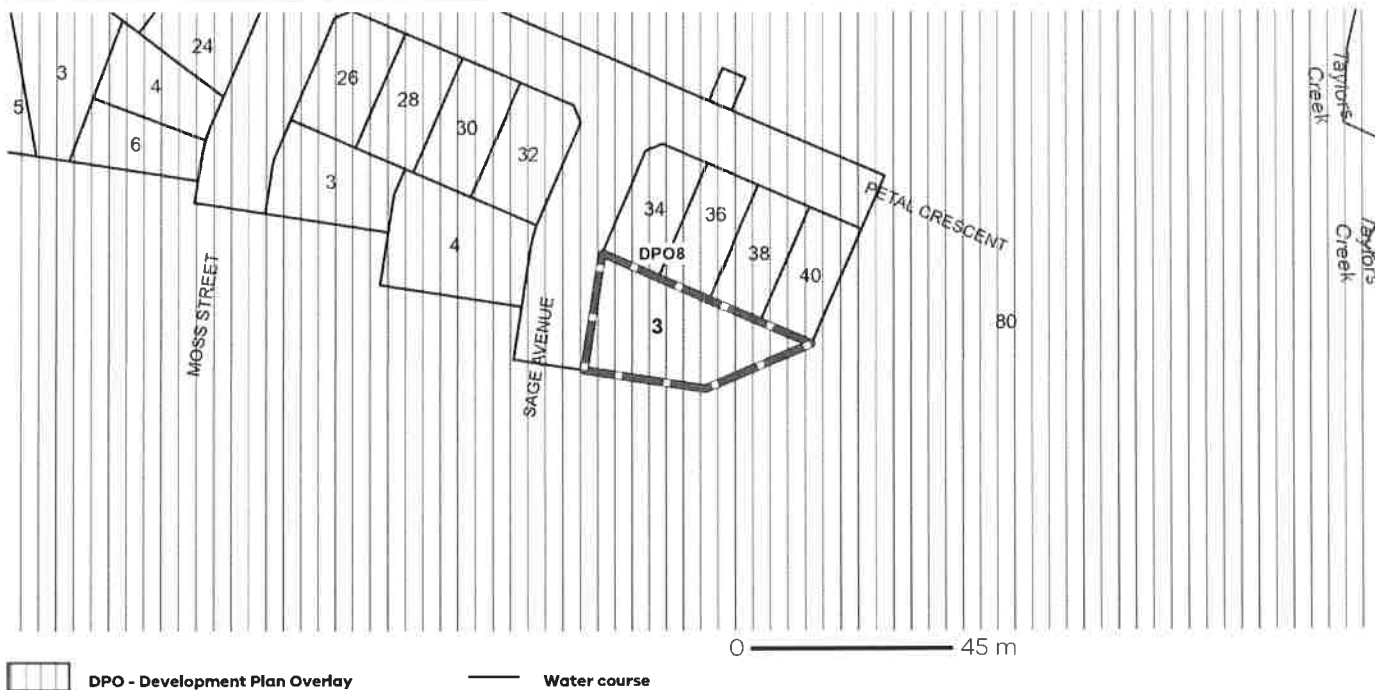 24
3
4
5
6
26
28
30
32
3
4
34
36
38
40
DPO8
3
80
MOSS STREET
SAGE AVENUE
PETAL CRESCENT
Taylors
Creek
Taylors
Creek
0 45 m
DPO - Development Plan Overlay
Water course